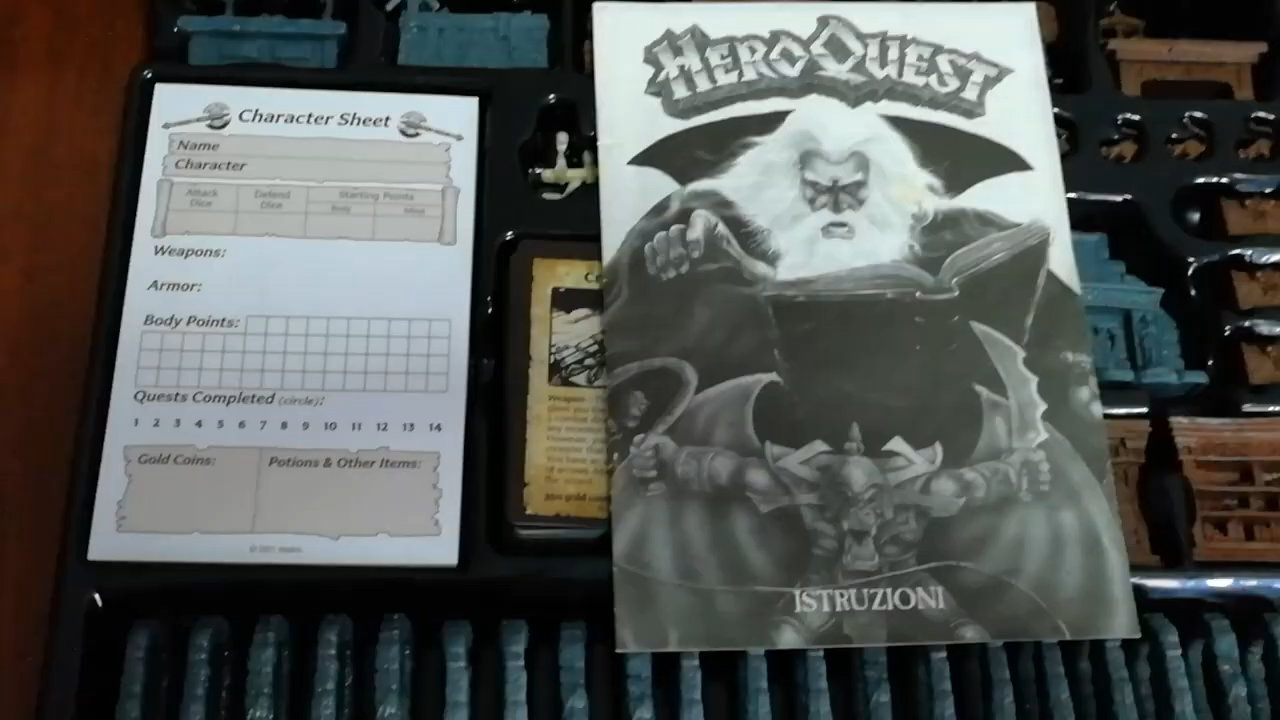 Character Sheet
Name
Character
Attack Dice
Defend Dice
Starting Points
Body
Mind
Weapons:
Armor:
Body Points:
Quests Completed (circle):
1 2 3 4 5 6 7 8 9 10 11 12 13 14
Gold Coins:
Potions & Other Items:
HEROQUEST
ISTRUZIONI